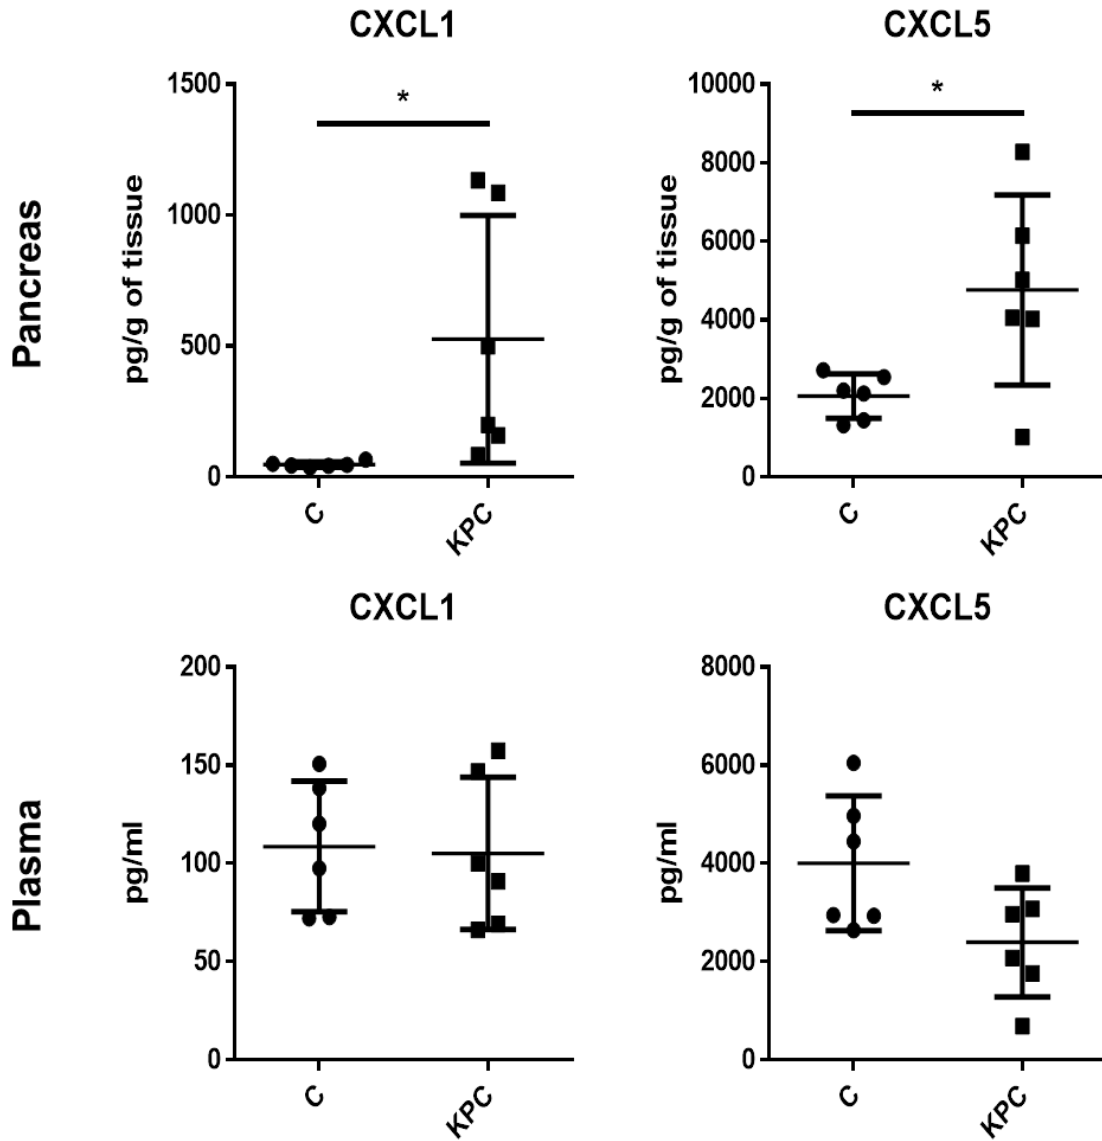 CXCL1
CXCL5
Pancreas
pg/g of tissue
1500
1000
500
0
*
C
KPC
pg/g of tissue
10000
8000
6000
4000
2000
0
*
C
KPC
CXCL1
CXCL5
Plasma
pg/ml
200
150
100
50
0
C
KPC
pg/ml
8000
6000
4000
2000
0
C
KPC